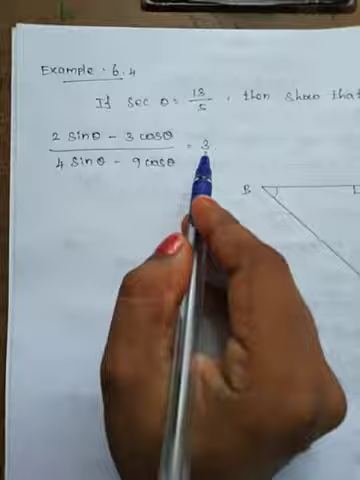 Example - 6.4
If sec θ = 13/5, then show that
2 sinθ - 3 cosθ / 4 sinθ - 9 cosθ = 3.
B